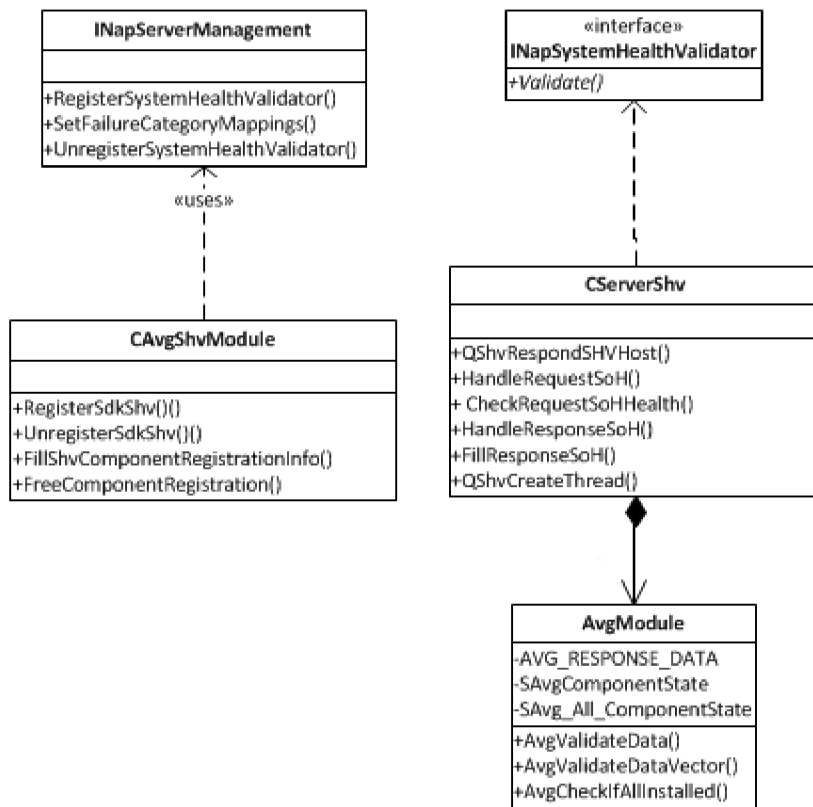 INapServerManagement
+RegisterSystemHealthValidator()
+SetFailureCategoryMappings()
+UnregisterSystemHealthValidator()
«uses»
CAvgShvModule
+RegisterSdkShv()()
+UnregisterSdkShv()()
+FillShvComponentRegistrationInfo()
+FreeComponentRegistration()
«interface»
INapSystemHealthValidator
+Validate()
CServerShv
+QShvRespondSHVHost()
+HandleRequestSoH()
+ CheckRequestSoHHealth()
+HandleResponseSoH()
+FillResponseSoH()
+QShvCreateThread()
AvgModule
-AVG_RESPONSE_DATA
-SAvgComponentState
-SAvg_All_ComponentState
+AvgValidateData()
+AvgValidateDataVector()
+AvgCheckIfAllInstalled()